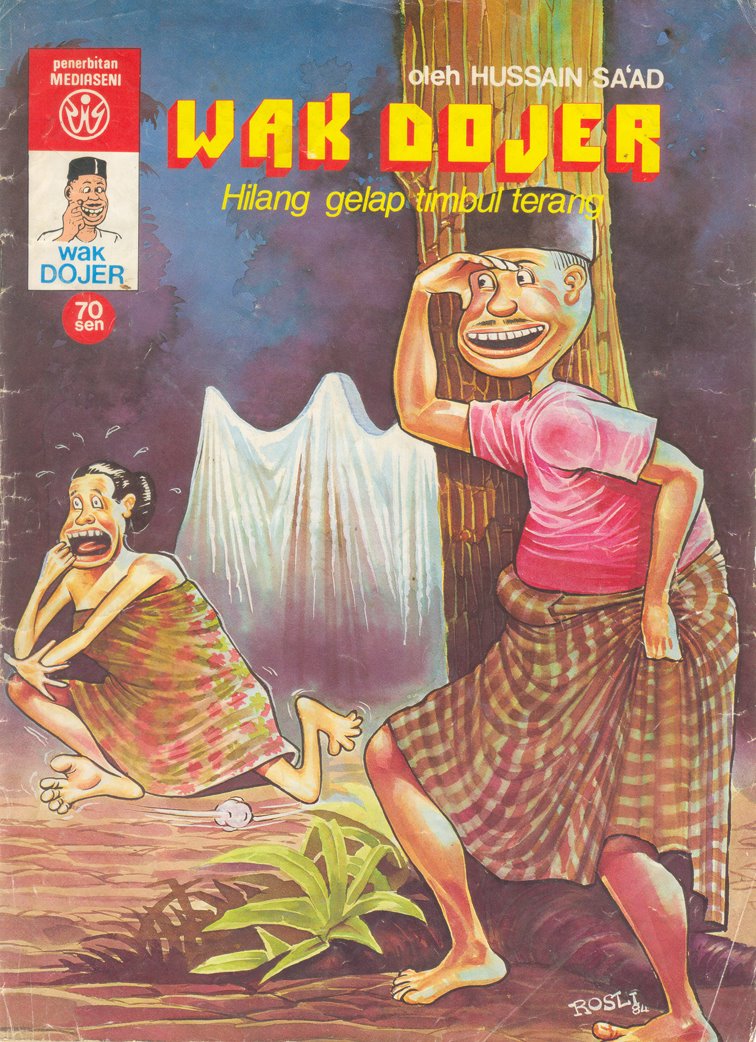 penerbitan
MEDIASENI
oleh HUSSAIN SA'AD
WAK DOJER
Hilang gelap timbul terang
wak
DOJER
70
sen
ROSLI
84